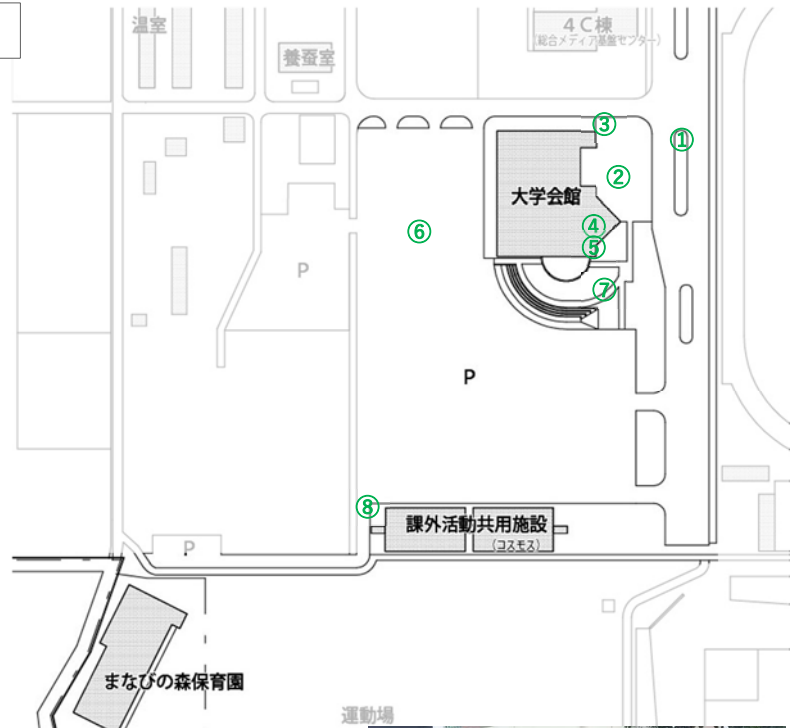 温室
4C棟
(総合メディア基盤センター)
養蚕室
③
①
②
大学会館
④
⑥
⑤
P
⑦
P
⑧
課外活動共用施設
(コスモス)
P
まなびの森保育園
運動場